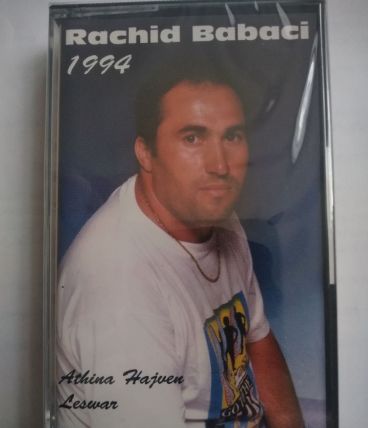 Rachid Babaci
1994
Athina Hajven
Leswar